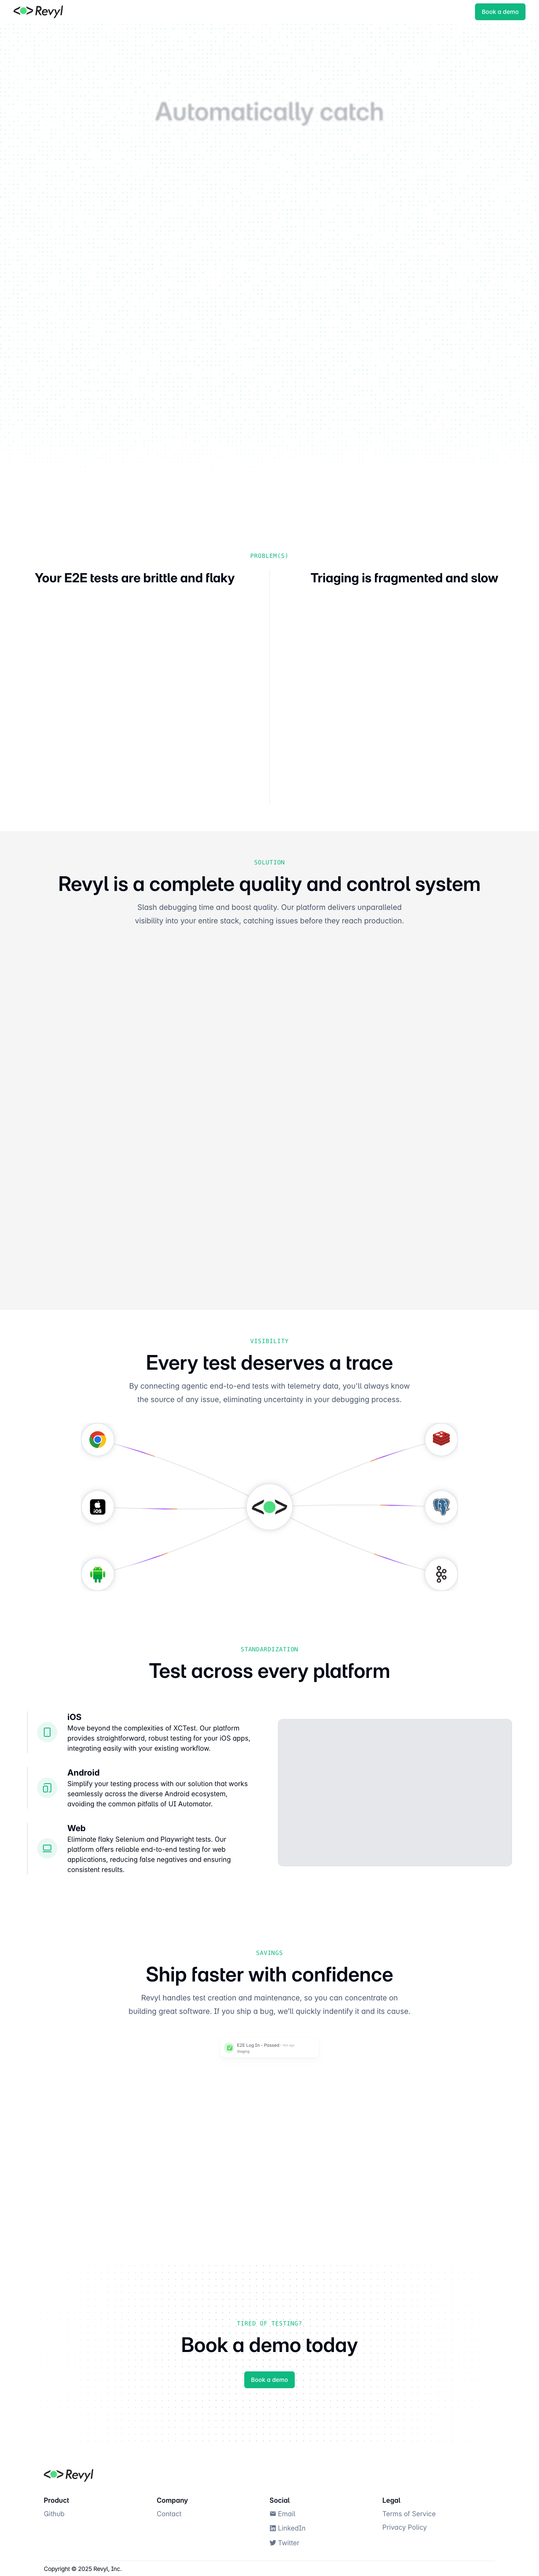 Revyl
Book a demo
Automatically catch
PROBLEM(S)
Your E2E tests are brittle and flaky
Triaging is fragmented and slow
SOLUTION
Revyl is a complete quality and control system
Slash debugging time and boost quality. Our platform delivers unparalleled
visibility into your entire stack, catching issues before they reach production.
VISIBILITY
Every test deserves a trace
By connecting agentic end-to-end tests with telemetry data, you'll always know
the source of any issue, eliminating uncertainty in your debugging process.
iOS
STANDARDIZATION
Test across every platform
iOS
Move beyond the complexities of XCTest. Our platform
provides straightforward, robust testing for your iOS apps,
integrating easily with your existing workflow.
Android
Simplify your testing process with our solution that works
seamlessly across the diverse Android ecosystem,
avoiding the common pitfalls of UI Automator.
Web
Eliminate flaky Selenium and Playwright tests. Our
platform offers reliable end-to-end testing for web
applications, reducing false negatives and ensuring
consistent results.
SAVINGS
Ship faster with confidence
Revyl handles test creation and maintenance, so you can concentrate on
building great software. If you ship a bug, we'll quickly indentify it and its cause.
E2E Log In - Passed
Staging
TIRED OF TESTING?
Book a demo today
Book a demo
Revyl
Product
Github
Company
Contact
Social
Email
LinkedIn
Twitter
Legal
Terms of Service
Privacy Policy
Copyright © 2025 Revyl, Inc.